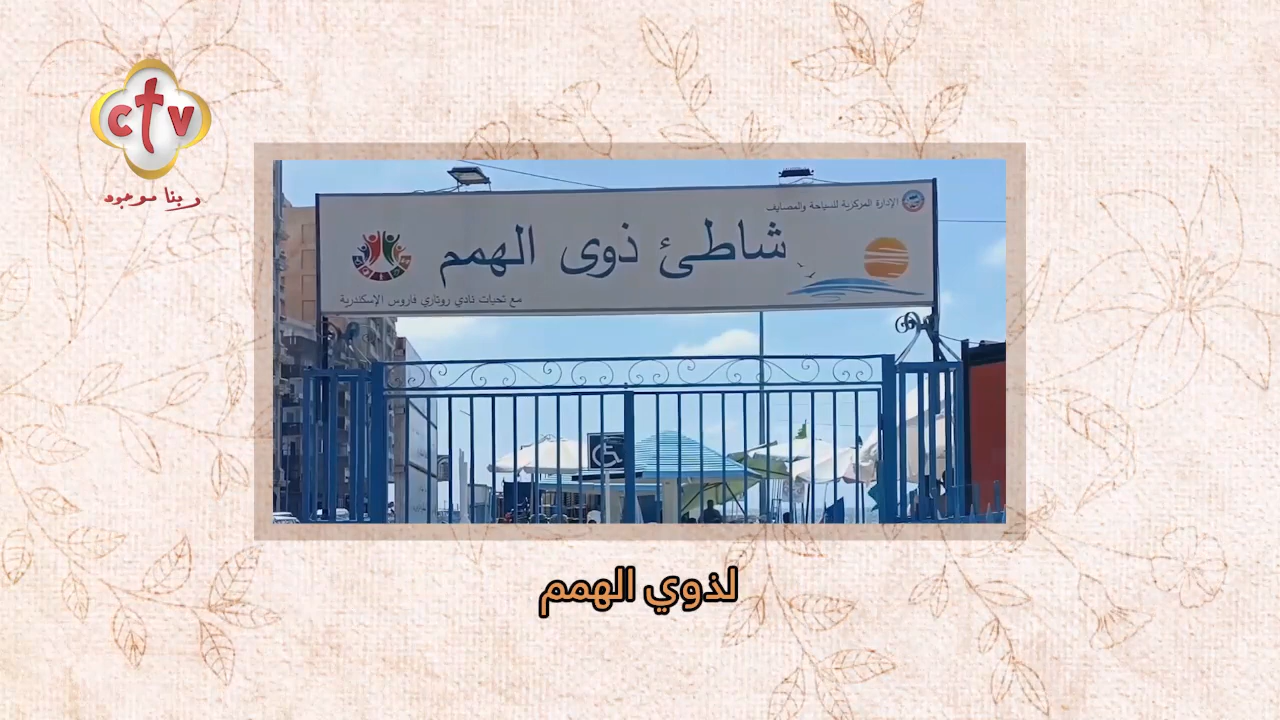 ctv
ربنا موجود
الإدارة المركزية للسياحة والمصايف
شاطئ ذوى الهمم
مع تحيات نادي روتاري فاروس الإسكندرية
لذوي الهمم